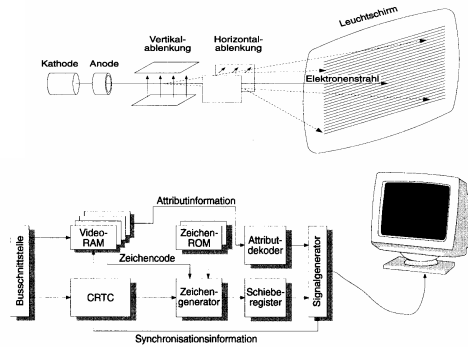 Leuchtschirm
Vertikal-
ablenkung
Horizontal-
ablenkung
Kathode
Anode
Elektronenstrahl
Attributinformation
Busschnittstelle
Video-
RAM
Zeichen-
ROM
Attribut-
dekoder
Signalgenerator
Zeichencode
CRTC
Zeichen-
generator
Schiebe-
register
Synchronisationsinformation